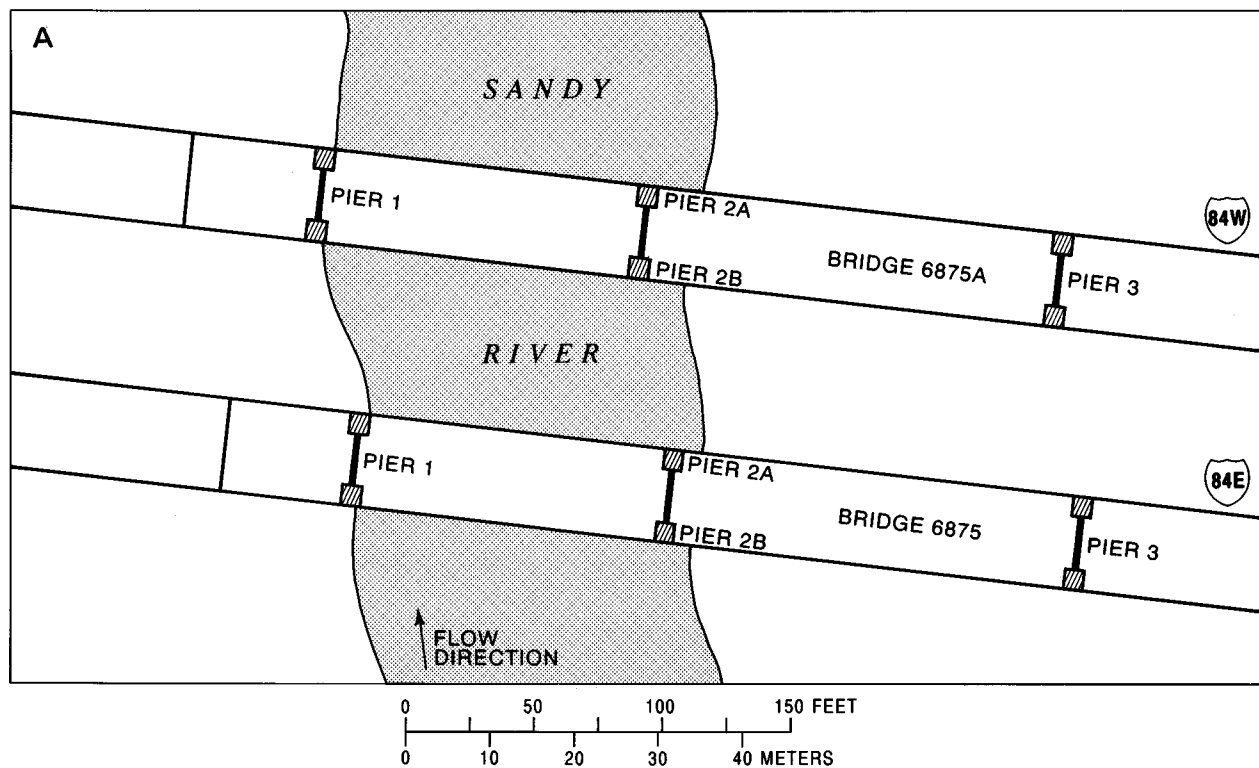 A
SANDY
PIER 1
PIER 2A
84W
PIER 2B
BRIDGE 6875A
PIER 3
RIVER
PIER 1
PIER 2A
84E
PIER 2B
BRIDGE 6875
PIER 3
FLOW
DIRECTION
0 50 100 150 FEET
0 10 20 30 40 METERS